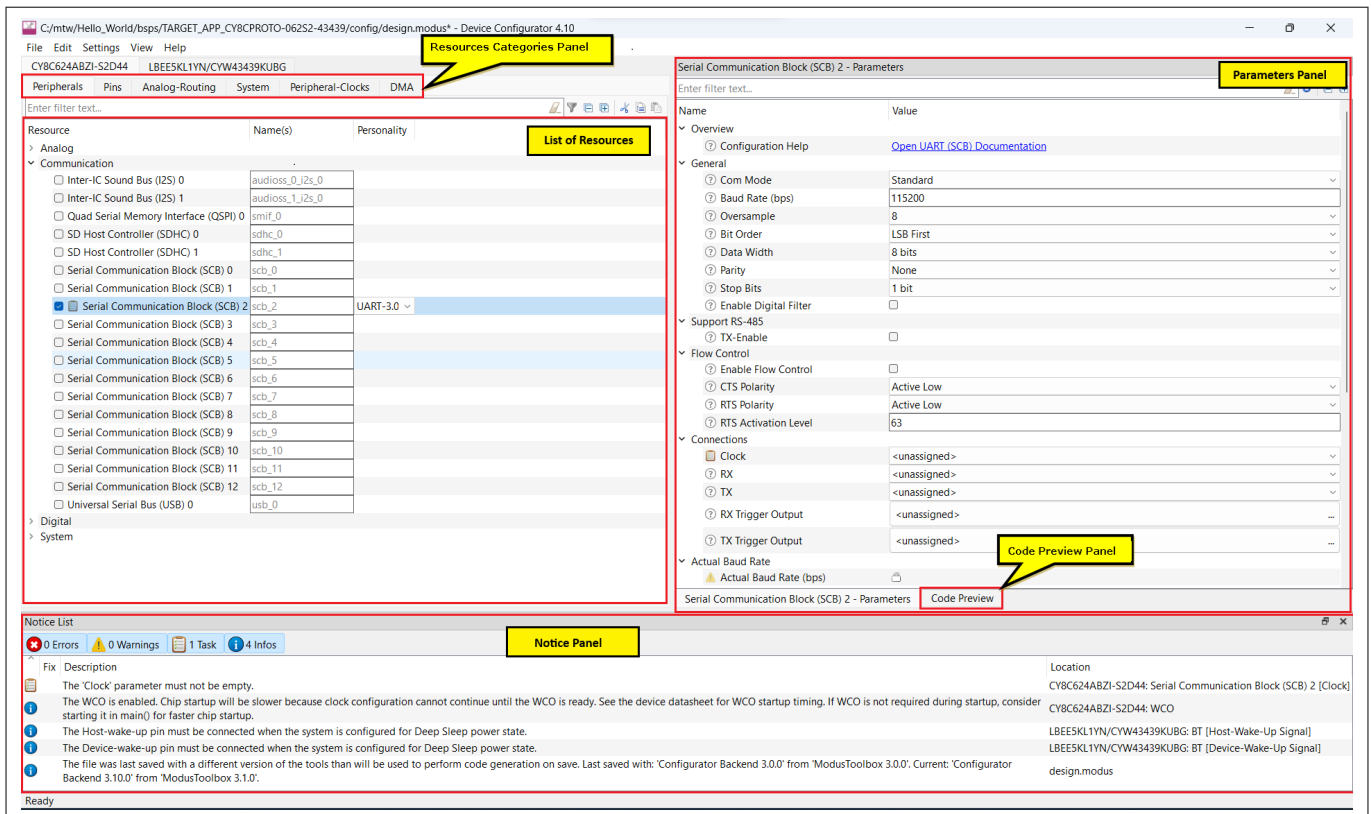 C:/mtw/Hello_World/bsps/TARGET_APP_CY8CPROTO-062S2-43439/config/design.modus* - Device Configurator 4.10
File Edit Settings View Help
Resources Categories Panel
CY8C624ABZI-S2D44 LBEE5KL1YN/CYW43439KUBG
Peripherals Pins Analog-Routing System Peripheral-Clocks DMA
Enter filter text...
Resource Name(s) Personality
List of Resources
Analog
Communication
Inter-IC Sound Bus (I2S) 0 audioss_0_i2s_0
Inter-IC Sound Bus (I2S) 1 audioss_1_i2s_0
Quad Serial Memory Interface (QSPI) 0 smif_0
SD Host Controller (SDHC) 0 sdhc_0
SD Host Controller (SDHC) 1 sdhc_1
Serial Communication Block (SCB) 0 scb_0
Serial Communication Block (SCB) 1 scb_1
Serial Communication Block (SCB) 2 scb_2 UART-3.0
Serial Communication Block (SCB) 3 scb_3
Serial Communication Block (SCB) 4 scb_4
Serial Communication Block (SCB) 5 scb_5
Serial Communication Block (SCB) 6 scb_6
Serial Communication Block (SCB) 7 scb_7
Serial Communication Block (SCB) 8 scb_8
Serial Communication Block (SCB) 9 scb_9
Serial Communication Block (SCB) 10 scb_10
Serial Communication Block (SCB) 11 scb_11
Serial Communication Block (SCB) 12 scb_12
Universal Serial Bus (USB) 0 usb_0
Digital
System
Serial Communication Block (SCB) 2 - Parameters
Parameters Panel
Enter filter text...
Name Value
Overview
Configuration Help Open UART (SCB) Documentation
General
Com Mode Standard
Baud Rate (bps) 115200
Oversample 8
Bit Order LSB First
Data Width 8 bits
Parity None
Stop Bits 1 bit
Enable Digital Filter
Support RS-485
TX-Enable
Flow Control
Enable Flow Control
CTS Polarity Active Low
RTS Polarity Active Low
RTS Activation Level 63
Connections
Clock <unassigned>
RX <unassigned>
TX <unassigned>
RX Trigger Output <unassigned> ...
TX Trigger Output <unassigned> ...
Code Preview Panel
Actual Baud Rate
Actual Baud Rate (bps)
Serial Communication Block (SCB) 2 - Parameters Code Preview
Notice List
0 Errors 0 Warnings 1 Task 4 Infos
Notice Panel
Fix Description Location
The 'Clock' parameter must not be empty. CY8C624ABZI-S2D44: Serial Communication Block (SCB) 2 [Clock]
The WCO is enabled. Chip startup will be slower because clock configuration cannot continue until the WCO is ready. See the device datasheet for WCO startup timing. If WCO is not required during startup, consider
starting it in main() for faster chip startup.
CY8C624ABZI-S2D44: WCO
The Host-wake-up pin must be connected when the system is configured for Deep Sleep power state. LBEE5KL1YN/CYW43439KUBG: BT [Host-Wake-Up Signal]
The Device-wake-up pin must be connected when the system is configured for Deep Sleep power state. LBEE5KL1YN/CYW43439KUBG: BT [Device-Wake-Up Signal]
The file was last saved with a different version of the tools than will be used to perform code generation on save. Last saved with: 'Configurator Backend 3.0.0' from 'ModusToolbox 3.0.0'. Current: 'Configurator
Backend 3.10.0' from 'ModusToolbox 3.1.0'.
design.modus
Ready